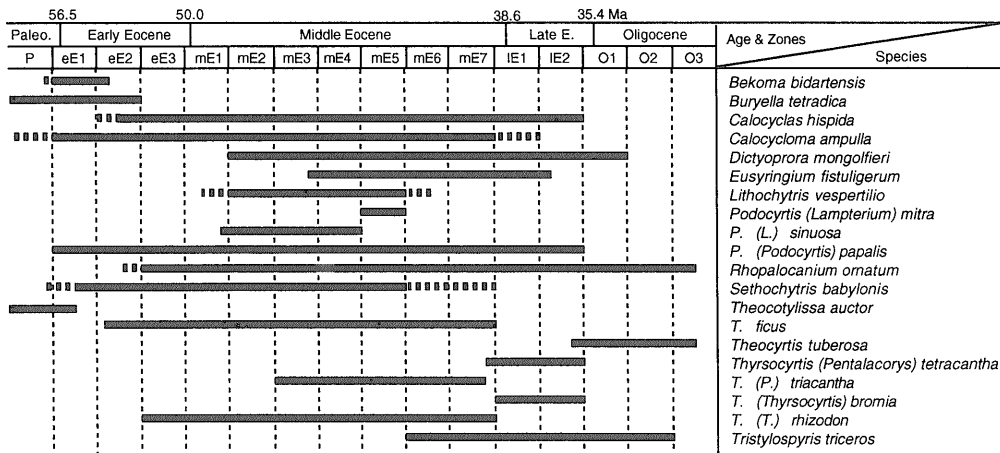 56.5 50.0 38.6 35.4 Ma
Paleo. Early Eocene Middle Eocene Late E. Oligocene Age & Zones
P eE1 eE2 eE3 mE1 mE2 mE3 mE4 mE5 mE6 mE7 lE1 lE2 O1 O2 O3 Species
Bekoma bidartensis
Buryella tetradica
Calocyclas hispida
Calocycloma ampulla
Dictyoprora mongolfieri
Eusyringium fistuligerum
Lithochytris vespertilio
Podocyrtis (Lampterium) mitra
P. (L.) sinuosa
P. (Podocyrtis) papalis
Rhopalocanium ornatum
Sethochytris babylonis
Theocotylissa auctor
T. ficus
Theocyrtis tuberosa
Thyrsocyrtis (Pentalacorys) tetracantha
T. (P.) triacantha
T. (Thyrsocyrtis) bromia
T. (T.) rhizodon
Tristylospyris triceros